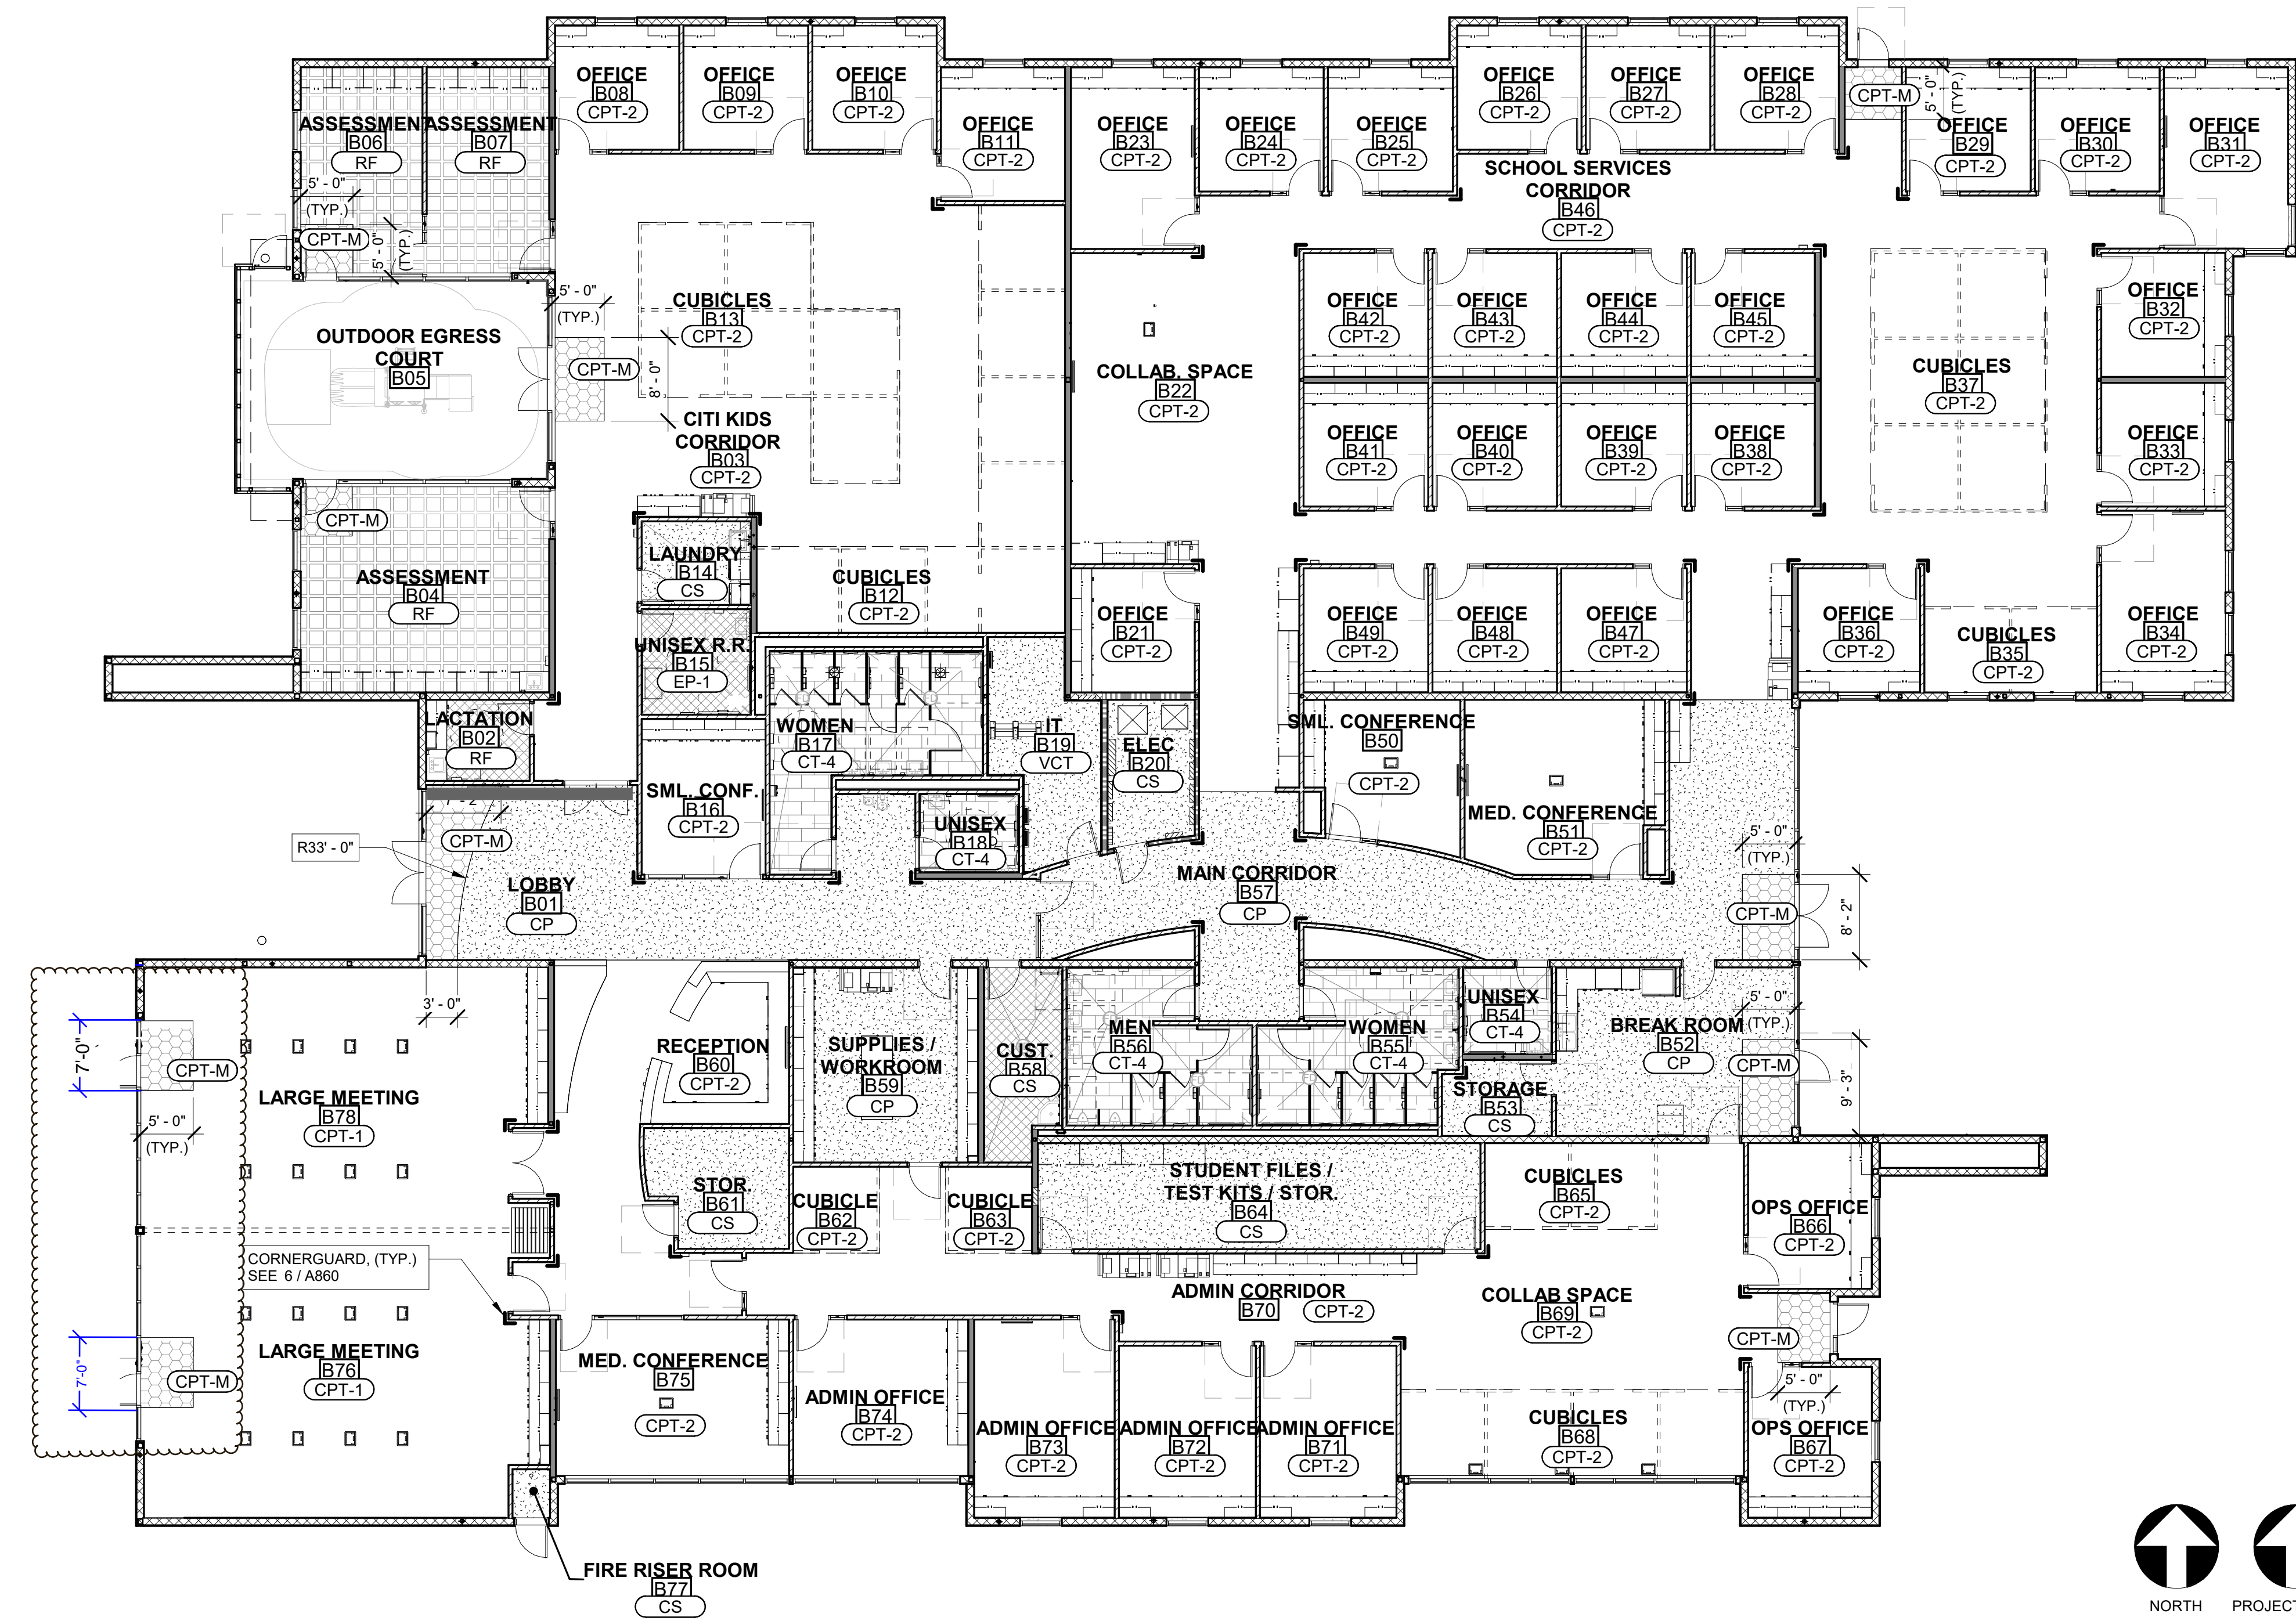 OFFICE
B08
CPT-2
OFFICE
B09
CPT-2
OFFICE
B10
CPT-2
OFFICE
B11
CPT-2
OFFICE
B23
CPT-2
OFFICE
B24
CPT-2
OFFICE
B25
CPT-2
OFFICE
B26
CPT-2
OFFICE
B27
CPT-2
OFFICE
B28
CPT-2
CPT-M
5' - 0"
(TYP.)
OFFICE
B29
CPT-2
OFFICE
B30
CPT-2
OFFICE
B31
CPT-2
ASSESSMENT
B06
RF
ASSESSMENT
B07
RF
5' - 0"
(TYP.)
CPT-M
5' - 0"
(TYP.)
SCHOOL SERVICES
CORRIDOR
B46
CPT-2
OUTDOOR EGRESS
COURT
B05
5' - 0"
(TYP.)
CPT-M
8' - 0"
CUBICLES
B13
CPT-2
CITI KIDS
CORRIDOR
B03
CPT-2
COLLAB. SPACE
B22
CPT-2
OFFICE
B42
CPT-2
OFFICE
B43
CPT-2
OFFICE
B44
CPT-2
OFFICE
B45
CPT-2
OFFICE
B41
CPT-2
OFFICE
B40
CPT-2
OFFICE
B39
CPT-2
OFFICE
B38
CPT-2
CUBICLES
B37
CPT-2
OFFICE
B32
CPT-2
OFFICE
B33
CPT-2
CPT-M
ASSESSMENT
B04
RF
LAUNDRY
B14
CS
CUBICLES
B12
CPT-2
UNISEX R.R.
B15
EP-1
OFFICE
B21
CPT-2
OFFICE
B49
CPT-2
OFFICE
B48
CPT-2
OFFICE
B47
CPT-2
OFFICE
B36
CPT-2
CUBICLES
B35
CPT-2
OFFICE
B34
CPT-2
LACTATION
B02
RF
WOMEN
B17
CT-4
IT
B19
VCT
ELEC
B20
CS
SML. CONFERENCE
B50
CPT-2
MED. CONFERENCE
B51
CPT-2
SML. CONF.
B16
CPT-2
UNISEX
B18
CT-4
R33' - 0"
CPT-M
LOBBY
B01
CP
MAIN CORRIDOR
B57
CP
5' - 0"
(TYP.)
CPT-M
8' - 2"
3' - 0"
7'-0"
CPT-M
5' - 0"
(TYP.)
LARGE MEETING
B78
CPT-1
RECEPTION
B60
CPT-2
SUPPLIES /
WORKROOM
B59
CP
CUST.
B58
CS
MEN
B56
CT-4
WOMEN
B55
CT-4
UNISEX
B54
CT-4
STORAGE
B53
CS
BREAK ROOM
B52
CP
5' - 0"
(TYP.)
CPT-M
9' - 3"
STOR.
B61
CS
CUBICLE
B62
CPT-2
CUBICLE
B63
CPT-2
STUDENT FILES /
TEST KITS / STOR.
B64
CS
CUBICLES
B65
CPT-2
OPS OFFICE
B66
CPT-2
CORNERGUARD, (TYP.)
SEE 6 / A860
ADMIN CORRIDOR
B70
CPT-2
COLLAB SPACE
B69
CPT-2
CPT-M
5' - 0"
(TYP.)
7'-0"
CPT-M
LARGE MEETING
B76
CPT-1
MED. CONFERENCE
B75
CPT-2
ADMIN OFFICE
B74
CPT-2
ADMIN OFFICE
B73
CPT-2
ADMIN OFFICE
B72
CPT-2
ADMIN OFFICE
B71
CPT-2
CUBICLES
B68
CPT-2
OPS OFFICE
B67
CPT-2
FIRE RISER ROOM
B77
CS
NORTH